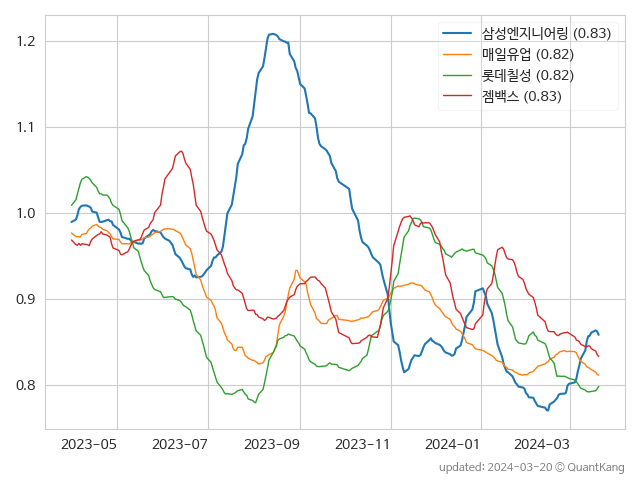 1.2
1.1
1.0
0.9
0.8
삼성엔지니어링 (0.83)
매일유업 (0.82)
롯데칠성 (0.82)
젬백스 (0.83)
2023-05 2023-07 2023-09 2023-11 2024-01 2024-03
updated: 2024-03-20 © QuantKang